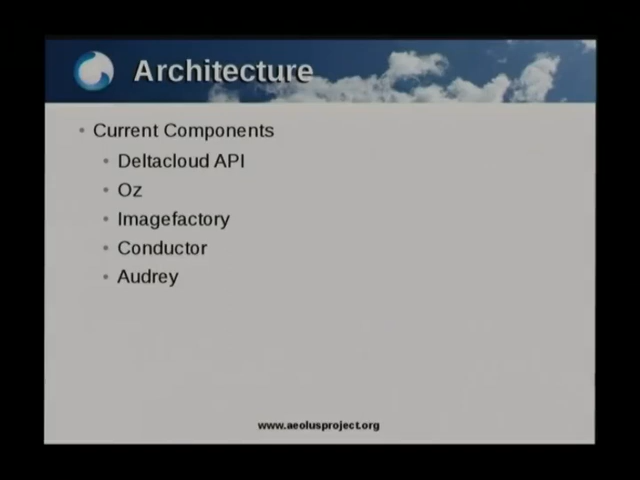 Architecture
• Current Components
• Deltacloud API
• Oz
• Imagefactory
• Conductor
• Audrey
www.aeolusproject.org